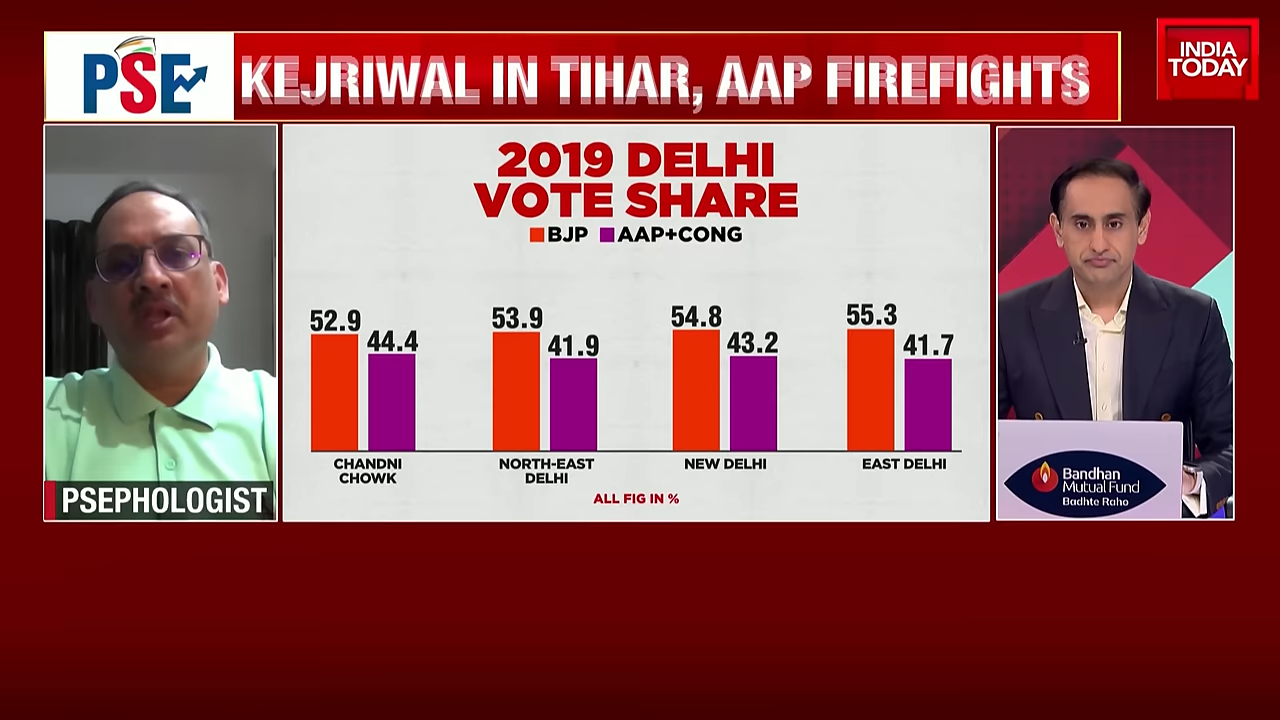 PSE
KEJRIWAL IN TIHAR, AAP FIREFIGHTS
INDIA
TODAY
2019 DELHI
VOTE SHARE
BJP AAP+CONG
52.9 44.4 53.9 41.9 54.8 43.2 55.3 41.7
CHANDNI
CHOWK
NORTH-EAST
DELHI
NEW DELHI
EAST DELHI
ALL FIG IN %
PSEPHOLOGIST
Bandhan
Mutual Fund
Badhte Raho